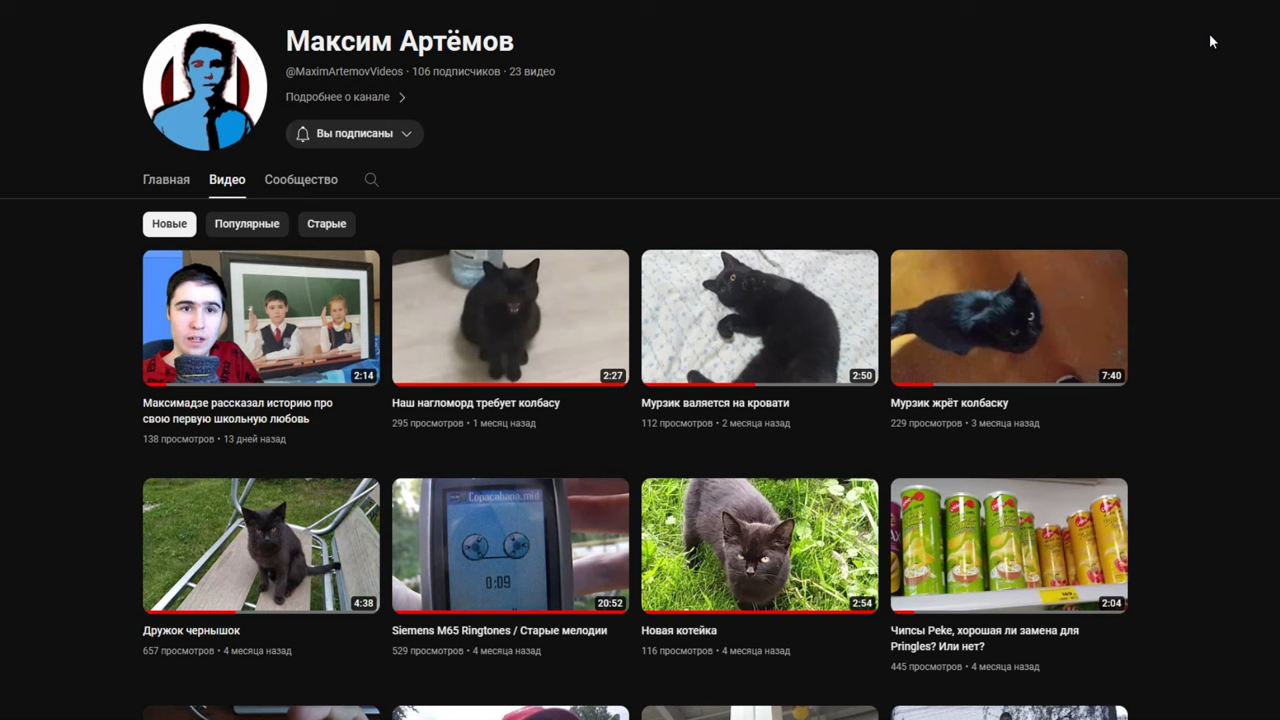 Максим Артёмов
@MaximArtemovVideos · 106 подписчиков · 23 видео
Подробнее о канале
Вы подписаны
Главная Видео Сообщество
Новые Популярные Старые
2:14
2:27
2:50
7:40
Максимадзе рассказал историю про
свою первую школьную любовь
138 просмотров • 13 дней назад
Наш нагломорд требует колбасу
295 просмотров • 1 месяц назад
Мурзик валяется на кровати
112 просмотров • 2 месяца назад
Мурзик жрёт колбаску
229 просмотров • 3 месяца назад
4:38
Copacabana.mid
0:09
20:52
2:54
2:04
Дружок чернышок
657 просмотров • 4 месяца назад
Siemens M65 Ringtones / Старые мелодии
529 просмотров • 4 месяца назад
Новая котейка
116 просмотров • 4 месяца назад
Чипсы Peke, хорошая ли замена для
Pringles? Или нет?
445 просмотров • 4 месяца назад